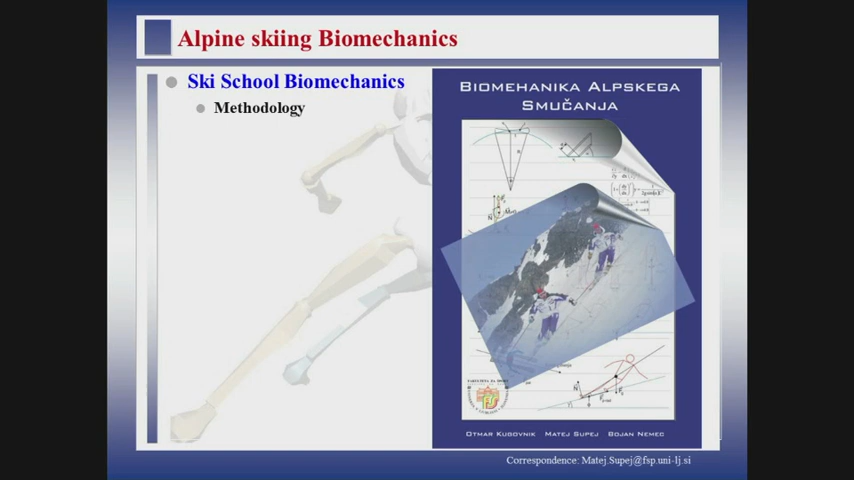 Alpine skiing Biomechanics
Ski School Biomechanics
Methodology
BIOMEHANIKA ALPSKEGA
SMUČANJA
OTMAR KUGOVNIK MATEJ SUPEJ BOJAN NEMEC
Correspondence: Matej.Supej@fsp.uni-lj.si